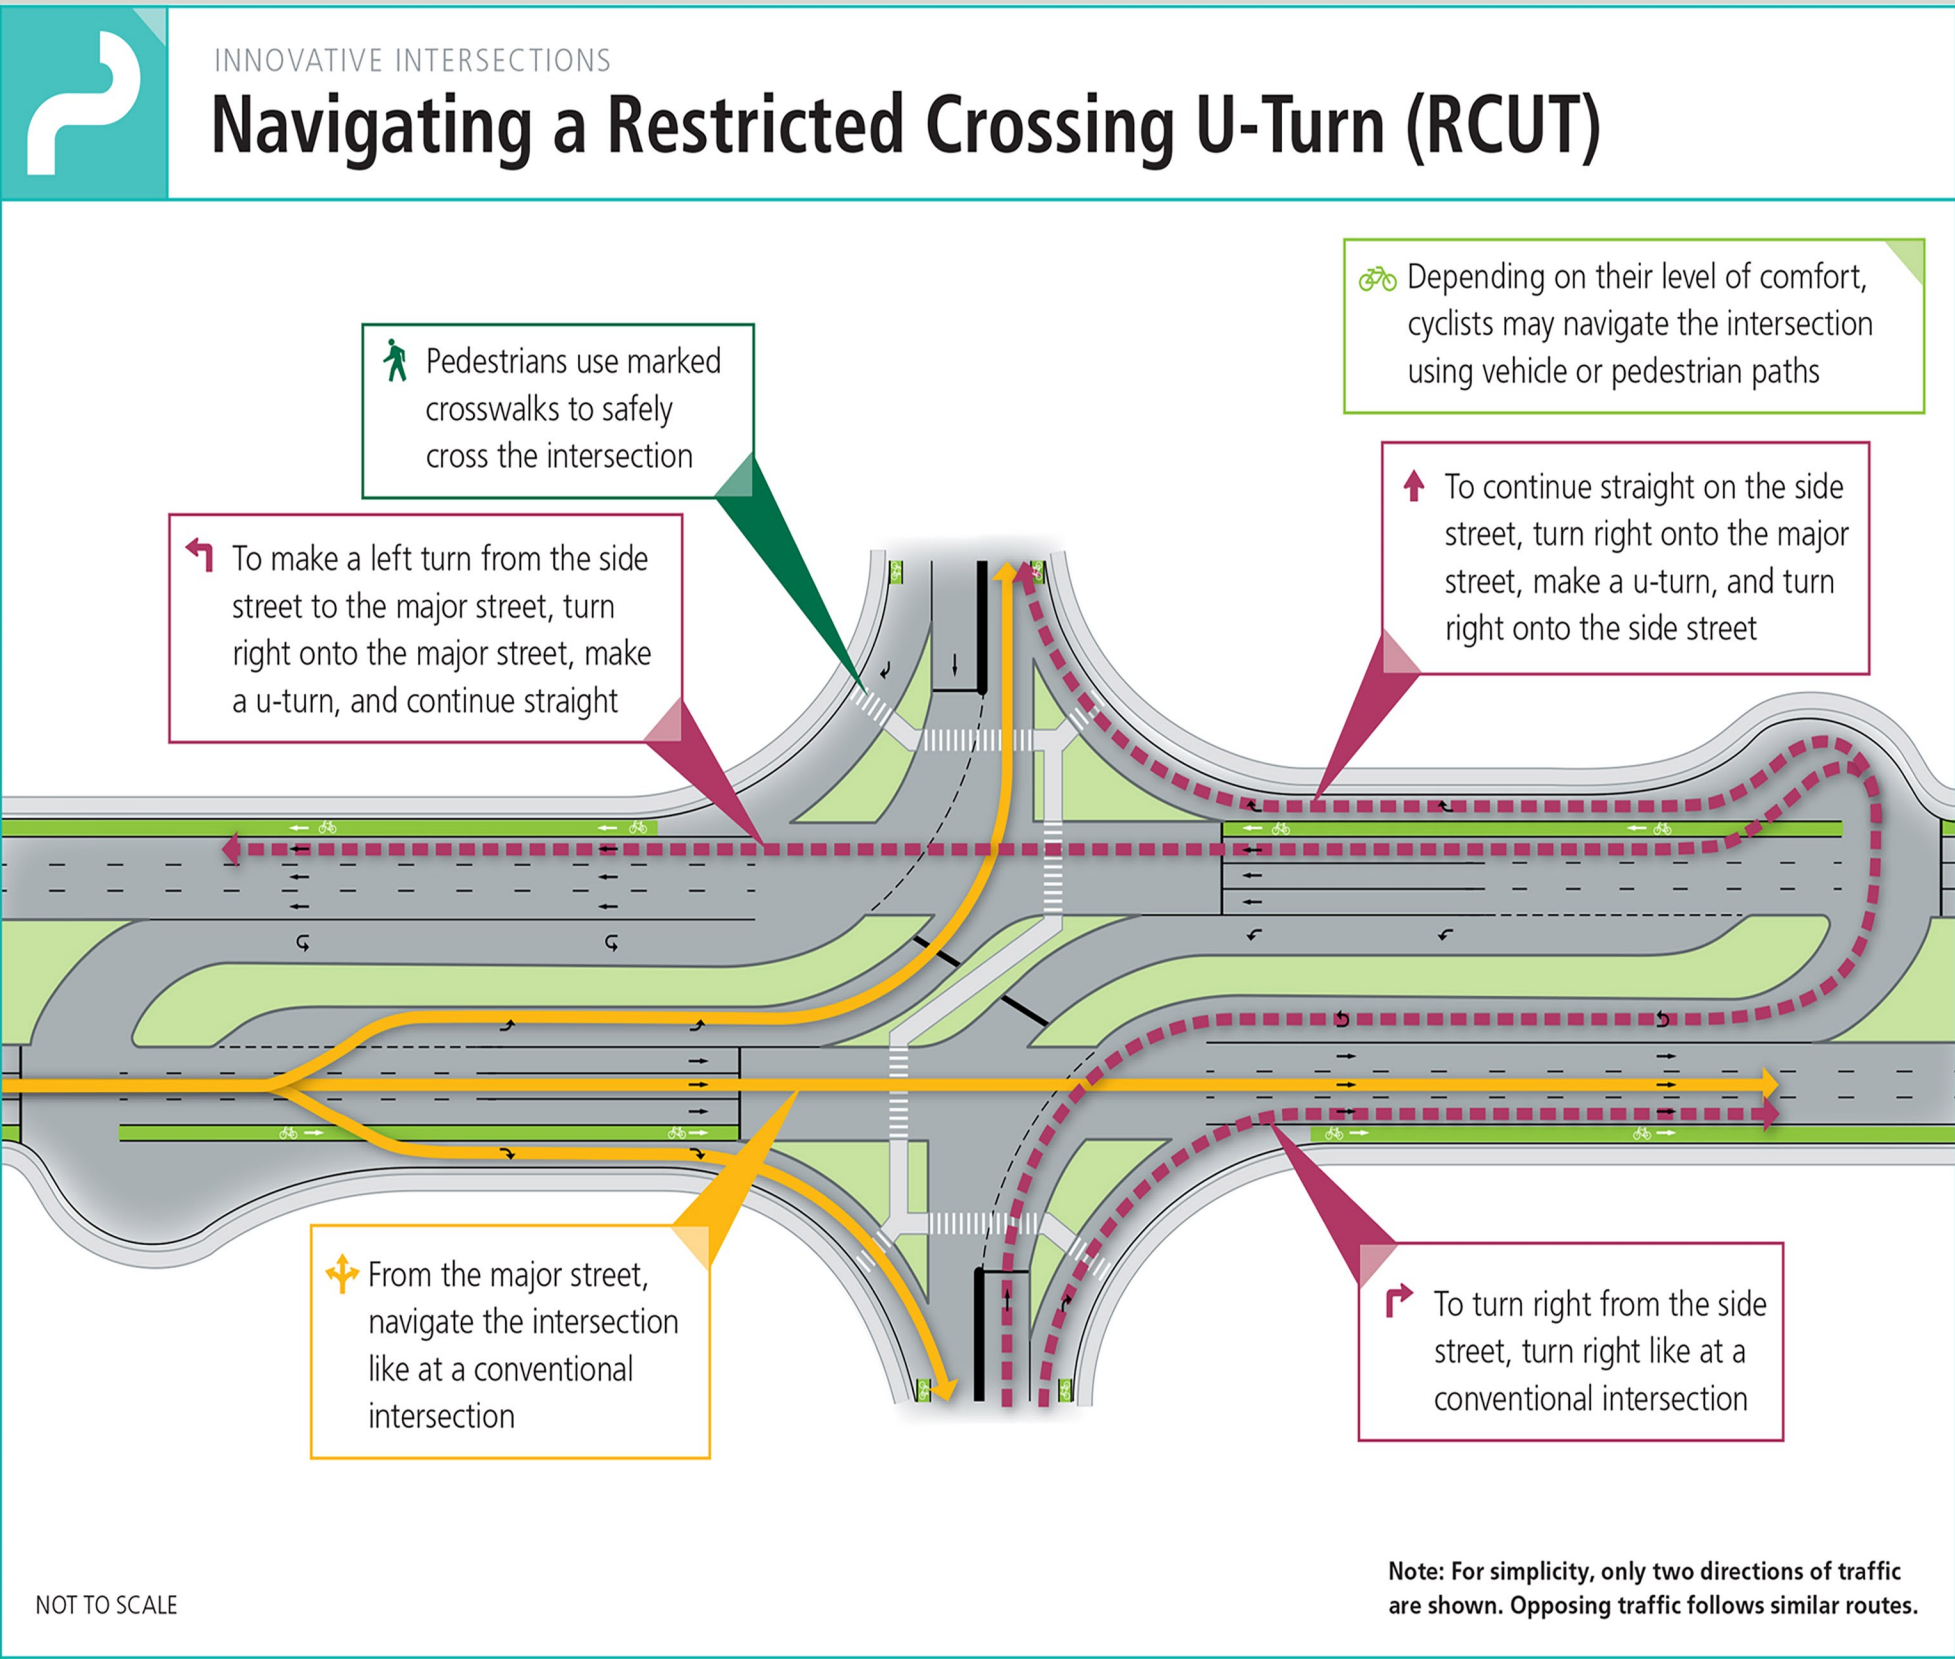 INNOVATIVE INTERSECTIONS
Navigating a Restricted Crossing U-Turn (RCUT)
Depending on their level of comfort,
cyclists may navigate the intersection
using vehicle or pedestrian paths
Pedestrians use marked
crosswalks to safely
cross the intersection
To continue straight on the side
street, turn right onto the major
street, make a u-turn, and turn
right onto the side street
To make a left turn from the side
street to the major street, turn
right onto the major street, make
a u-turn, and continue straight
From the major street,
navigate the intersection
like at a conventional
intersection
To turn right from the side
street, turn right like at a
conventional intersection
NOT TO SCALE
Note: For simplicity, only two directions of traffic
are shown. Opposing traffic follows similar routes.